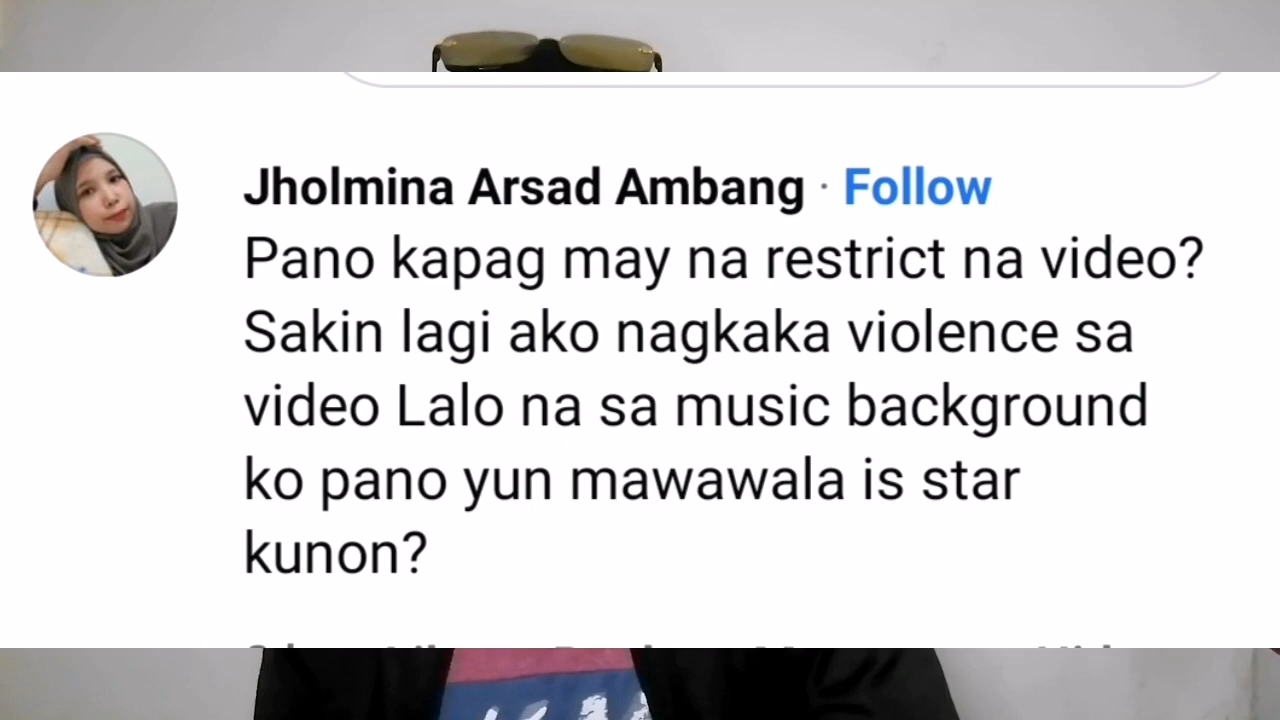 Jholmina Arsad Ambang · Follow
Pano kapag may na restrict na video?
Sakin lagi ako nagkaka violence sa
video Lalo na sa music background
ko pano yun mawawala is star
kunon?